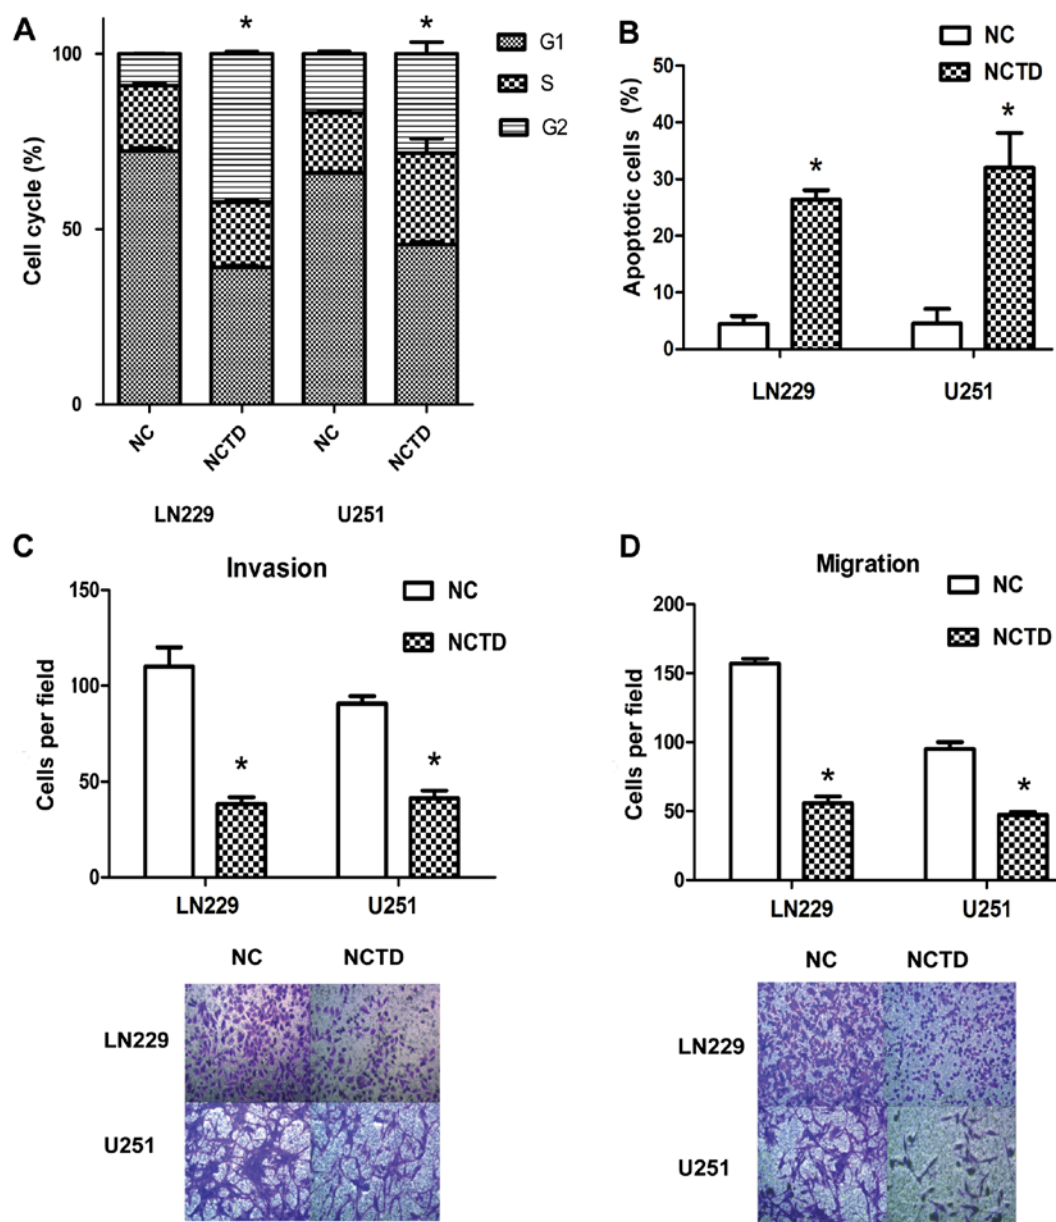 A
*
*
G1
S
G2
100
50
0
Cell cycle (%)
NC
NCTD
NC
NCTD
LN229
U251
B
NC
NCTD
50
40
30
20
10
0
Apoptotic cells (%)
*
*
LN229
U251
C
Invasion
NC
NCTD
150
100
50
0
Cells per field
*
*
LN229
U251
NC
NCTD
LN229
U251
D
Migration
NC
NCTD
200
150
100
50
0
Cells per field
*
*
LN229
U251
NC
NCTD
LN229
U251